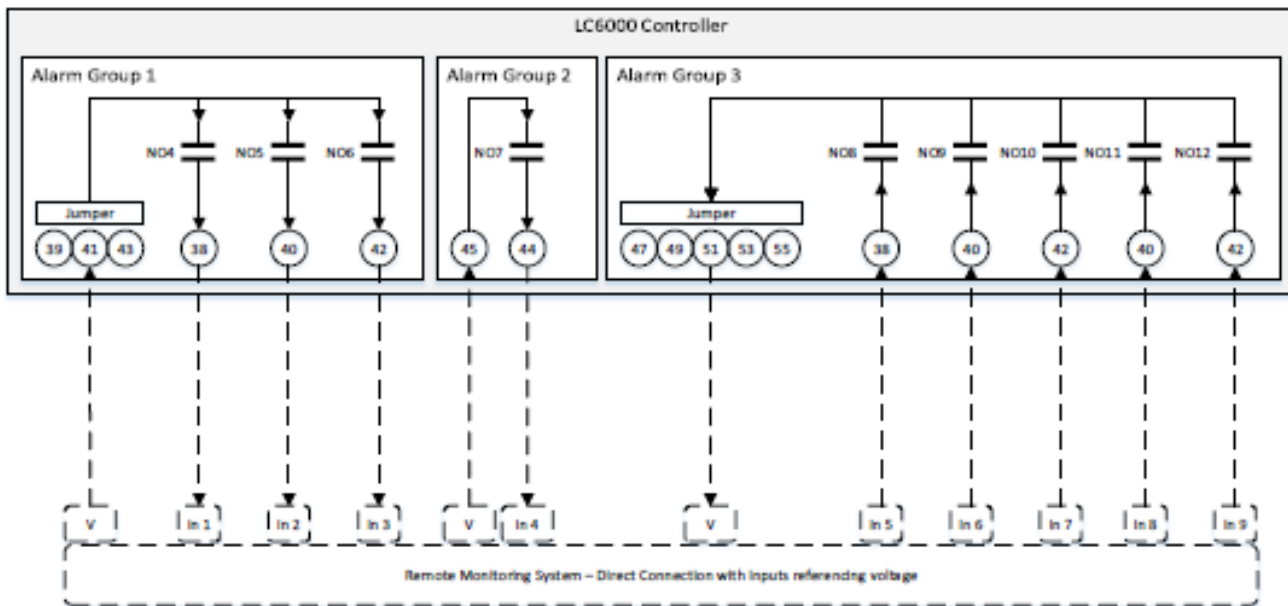 LC6000 Controller
Alarm Group 1
Alarm Group 2
Alarm Group 3
NO4
NO5
NO6
NO7
NO8
NO9
NO10
NO11
NO12
Jumper
Jumper
39
41
43
38
40
42
45
44
47
49
51
53
55
38
40
42
40
42
V
In 1
In 2
In 3
V
In 4
V
In 5
In 6
In 7
In 8
In 9
Remote Monitoring System – Direct Connection with Inputs referencing voltage